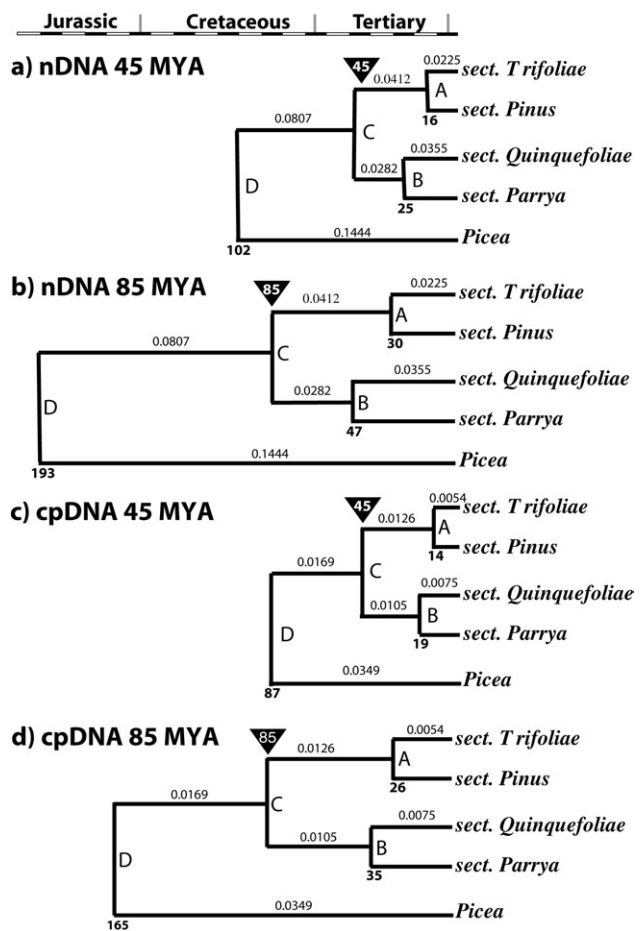 Jurassic Cretaceous Tertiary
a) nDNA 45 MYA
45
0.0225
sect. Trifoliae
0.0412
A
sect. Pinus
16
0.0807
C
0.0355
sect. Quinquefoliae
0.0282
B
D
sect. Parrya
25
0.1444
Picea
102
b) nDNA 85 MYA
85
0.0225
sect. Trifoliae
0.0412
A
sect. Pinus
30
0.0807
C
0.0355
sect. Quinquefoliae
0.0282
B
D
sect. Parrya
47
0.1444
Picea
193
c) cpDNA 45 MYA
45
0.0054
sect. Trifoliae
0.0126
A
sect. Pinus
14
0.0169
C
0.0075
sect. Quinquefoliae
0.0105
B
D
sect. Parrya
19
0.0349
Picea
87
d) cpDNA 85 MYA
85
0.0054
sect. Trifoliae
0.0126
A
sect. Pinus
26
0.0169
C
0.0075
sect. Quinquefoliae
0.0105
B
D
sect. Parrya
35
0.0349
Picea
165